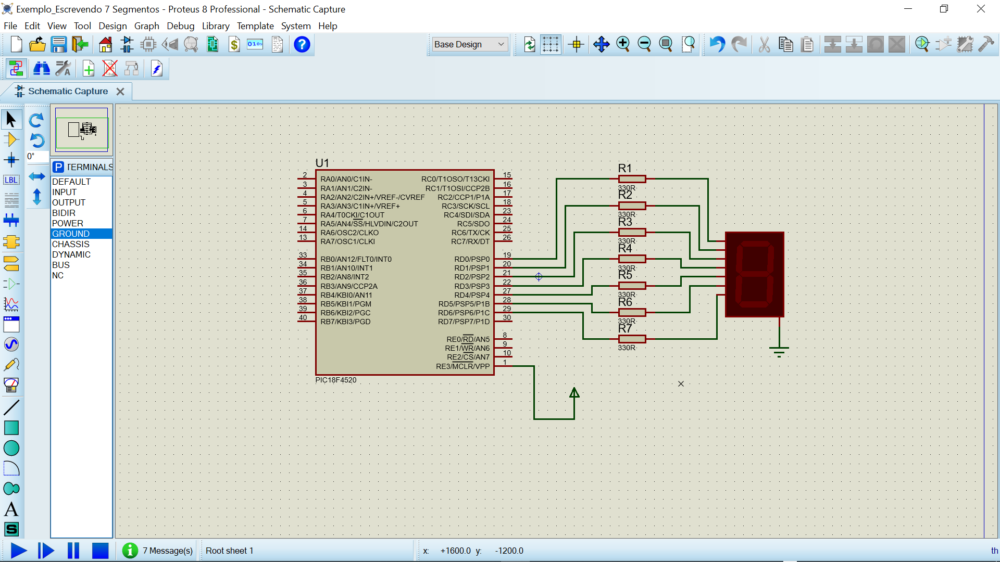 Exemplo_Escrevendo 7 Segmentos - Proteus 8 Professional - Schematic Capture
File Edit View Tool Design Graph Debug Library Template System Help
$
0101
?
Base Design
Schematic Capture
0°
LBL
A
S
P
TERMINALS
DEFAULT
INPUT
OUTPUT
BIDIR
POWER
GROUND
CHASSIS
DYNAMIC
BUS
NC
U1
2 RA0/AN0/C1IN- RC0/T1OSO/T13CKI 15
3 RA1/AN1/C2IN- RC1/T1OSI/CCP2B 16
4 RA2/AN2/C2IN+/VREF-/CVREF RC2/CCP1/P1A 17
5 RA3/AN3/C1IN+/VREF+ RC3/SCK/SCL 18
6 RA4/T0CKI/C1OUT RC4/SDI/SDA 23
7 RA5/AN4/SS/HLVDIN/C2OUT RC5/SDO 24
14 RA6/OSC2/CLKO RC6/TX/CK 25
13 RA7/OSC1/CLKI RC7/RX/DT 26
33 RB0/AN12/FLT0/INT0 RD0/PSP0 19
34 RB1/AN10/INT1 RD1/PSP1 20
35 RB2/AN8/INT2 RD2/PSP2 21
36 RB3/AN9/CCP2A RD3/PSP3 22
37 RB4/KBI0/AN11 RD4/PSP4 27
38 RB5/KBI1/PGM RD5/PSP5/P1B 28
39 RB6/KBI2/PGC RD6/PSP6/P1C 29
40 RB7/KBI3/PGD RD7/PSP7/P1D 30
RE0/RD/AN5 8
RE1/WR/AN6 9
RE2/CS/AN7 10
RE3/MCLR/VPP 1
PIC18F4520
R1
330R
R2
330R
R3
330R
R4
330R
R5
330R
R6
330R
R7
330R
7 Message(s)
Root sheet 1
x: +1600.0 y: -1200.0
th